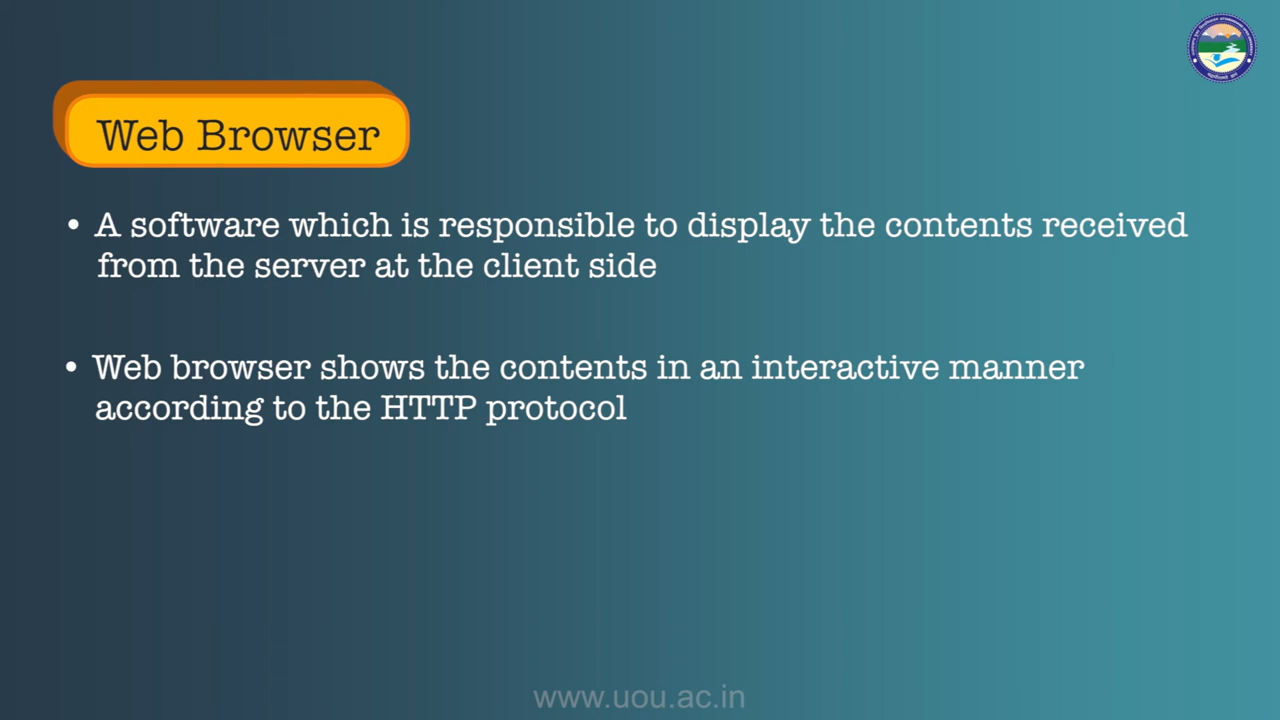 Web Browser
• A software which is responsible to display the contents received
from the server at the client side
• Web browser shows the contents in an interactive manner
according to the HTTP protocol
www.uou.ac.in